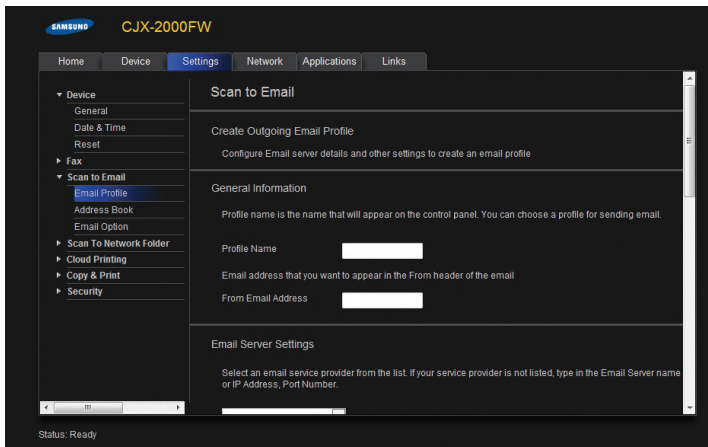 SAMSUNG
CJX-2000FW
Home Device Settings Network Applications Links
Device
General
Date & Time
Reset
Fax
Scan to Email
Email Profile
Address Book
Email Option
Scan To Network Folder
Cloud Printing
Copy & Print
Security
Scan to Email
Create Outgoing Email Profile
Configure Email server details and other settings to create an email profile
General Information
Profile name is the name that will appear on the control panel. You can choose a profile for sending email.
Profile Name
Email address that you want to appear in the From header of the email
From Email Address
Email Server Settings
Select an email service provider from the list. If your service provider is not listed, type in the Email Server name
or IP Address, Port Number.
Status: Ready